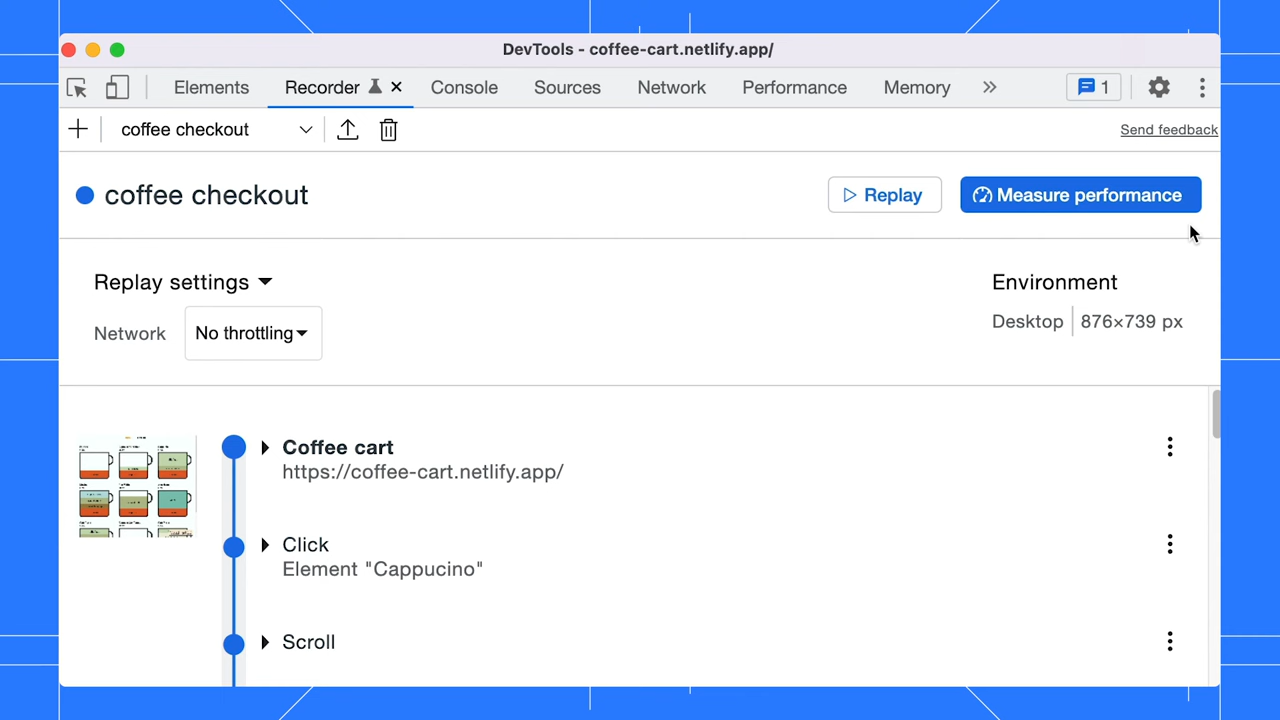 DevTools - coffee-cart.netlify.app/
Elements Recorder Console Sources Network Performance Memory 1
coffee checkout Send feedback
coffee checkout Replay Measure performance
Replay settings Environment
Network No throttling Desktop 876×739 px
Coffee cart
https://coffee-cart.netlify.app/
Click
Element "Cappucino"
Scroll